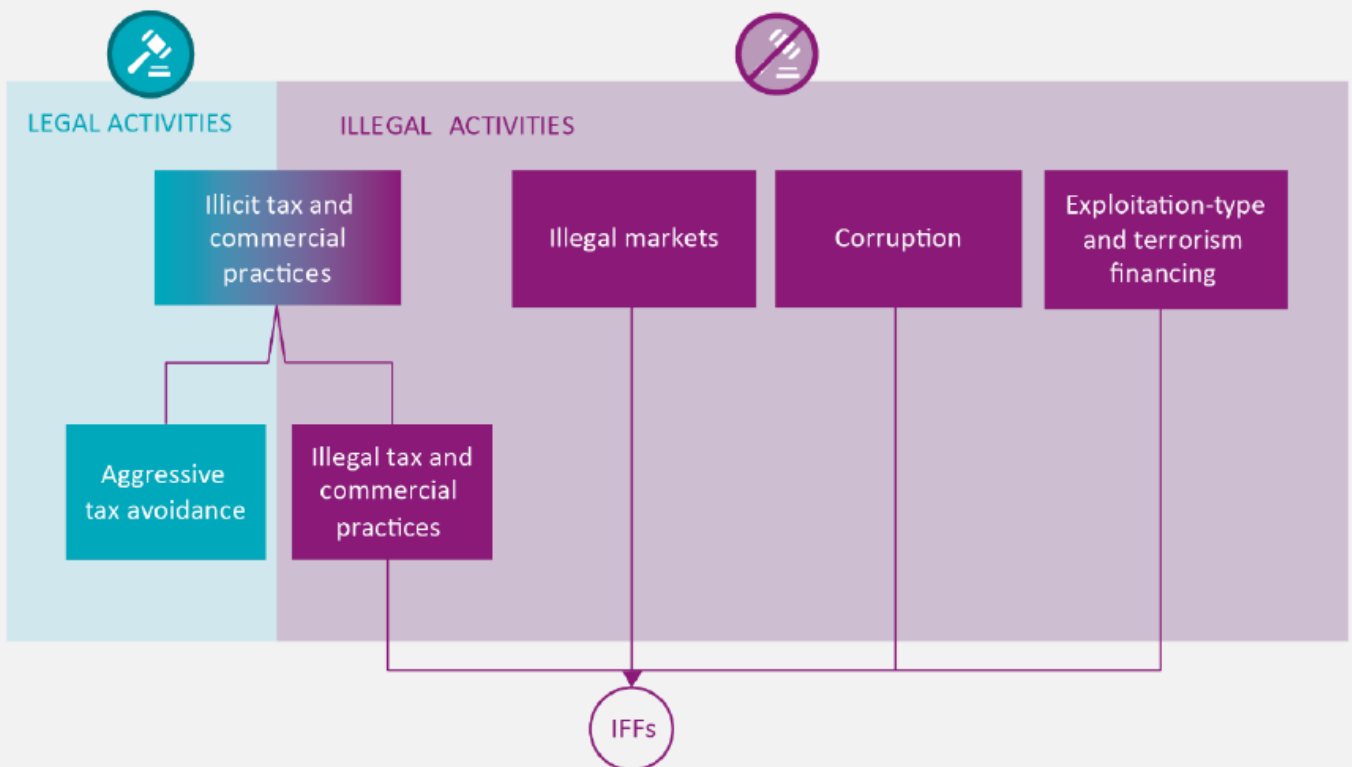 LEGAL ACTIVITIES
ILLEGAL ACTIVITIES
Illicit tax and
commercial
practices
Illegal markets
Corruption
Exploitation-type
and terrorism
financing
Aggressive
tax avoidance
Illegal tax and
commercial
practices
IFFs